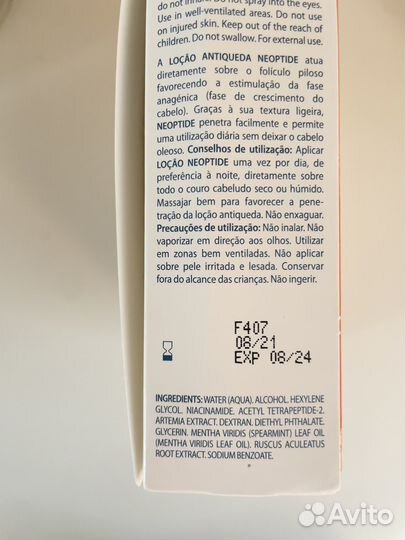 do not inhale. Do not spray into the eyes.
Use in well-ventilated areas. Do not use
on injured skin. Keep out of the reach of
children. Do not swallow. For external use.
A LOÇÃO ANTIQUEDA NEOPTIDE atua
diretamente sobre o folículo piloso
favorecendo a estimulação da fase
anagénica (fase de crescimento do
cabelo). Graças à sua textura ligeira,
NEOPTIDE penetra facilmente e permite
uma utilização diária sem deixar o cabelo
oleoso. Conselhos de utilização: Aplicar
LOÇÃO NEOPTIDE uma vez por dia, de
preferência à noite, diretamente sobre
todo o couro cabeludo seco ou húmido.
Massajar bem para favorecer a pene-
tração da loção antiqueda. Não enxaguar.
Precauções de utilização: Não inalar. Não
vaporizar em direção aos olhos. Utilizar
em zonas bem ventiladas. Não aplicar
sobre pele irritada e lesada. Conservar
fora do alcance das crianças. Não ingerir.
F407
08/21
EXP 08/24
INGREDIENTS: WATER (AQUA). ALCOHOL. HEXYLENE
GLYCOL. NIACINAMIDE. ACETYL TETRAPEPTIDE-2.
ARTEMIA EXTRACT. DEXTRAN. DIETHYL PHTHALATE.
GLYCERIN. MENTHA VIRIDIS (SPEARMINT) LEAF OIL
(MENTHA VIRIDIS LEAF OIL). RUSCUS ACULEATUS
ROOT EXTRACT. SODIUM BENZOATE.
Avito